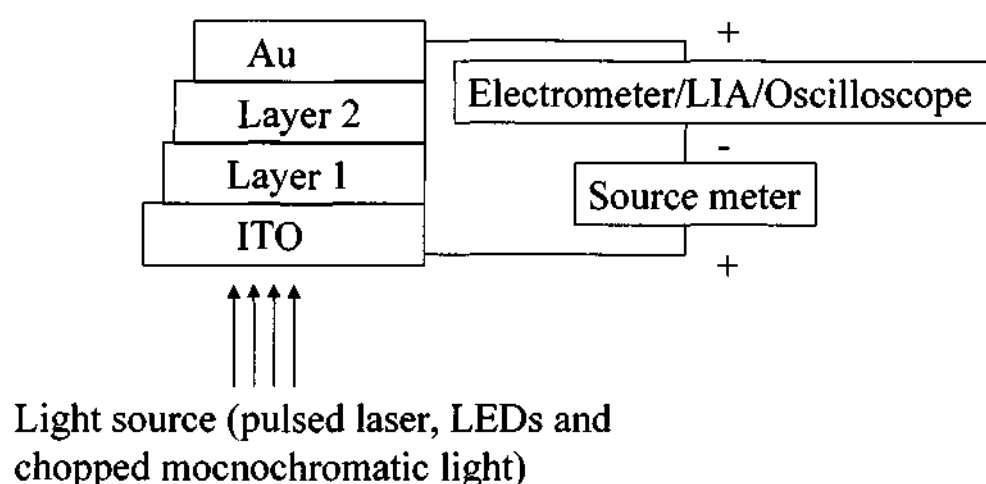 Au
+
Electrometer/LIA/Oscilloscope
Layer 2
-
Layer 1
Source meter
ITO
+
Light source (pulsed laser, LEDs and
chopped mocnochromatic light)